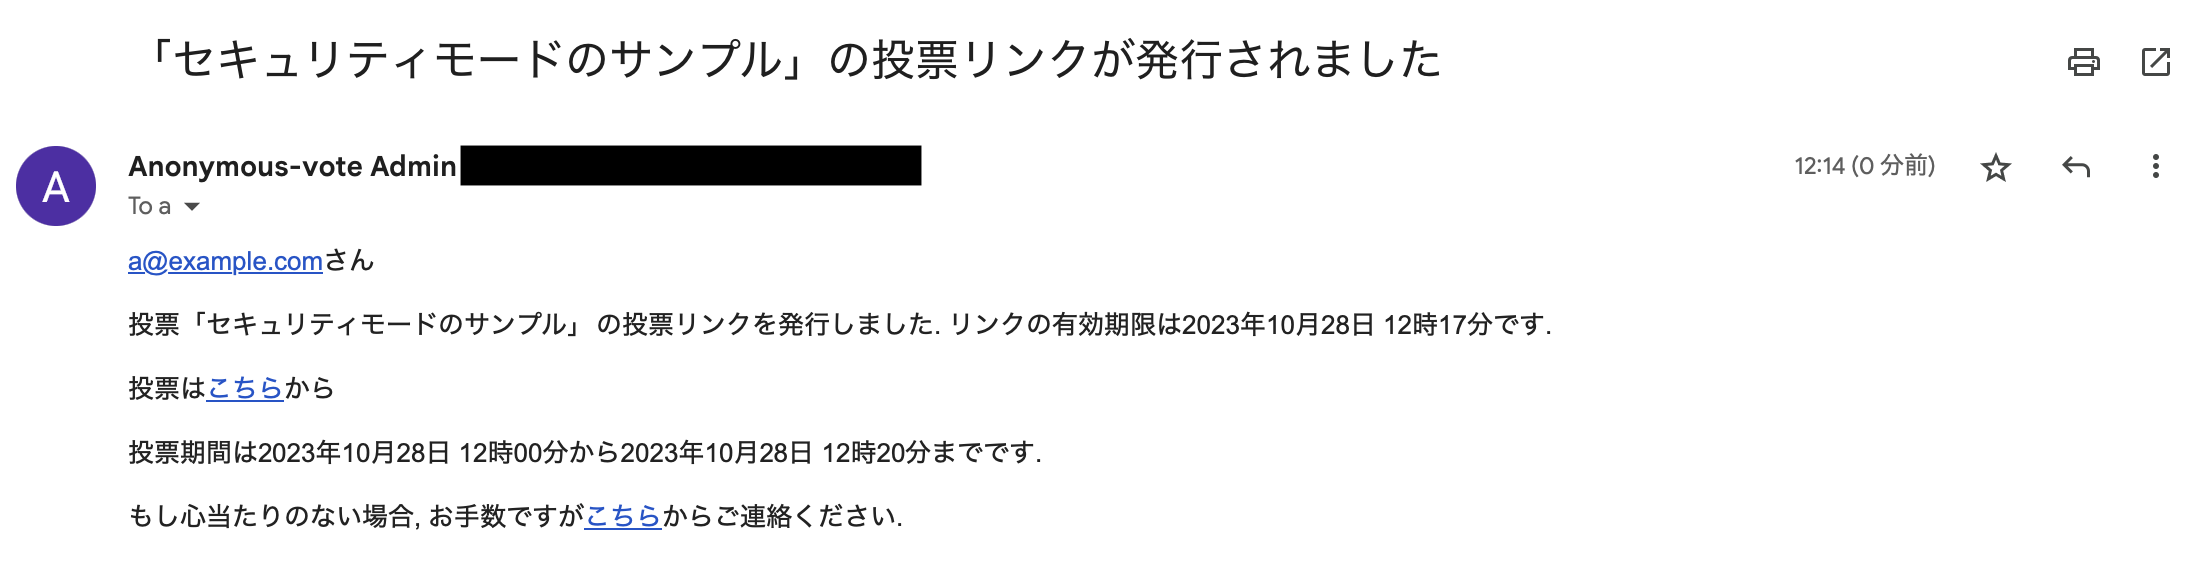 「セキュリティモードのサンプル」の投票リンクが発行されました
A
Anonymous-vote Admin
12:14 (0 分前)
To a
a@example.comさん
投票「セキュリティモードのサンプル」 の投票リンクを発行しました. リンクの有効期限は2023年10月28日 12時17分です.
投票はこちらから
投票期間は2023年10月28日 12時00分から2023年10月28日 12時20分までです.
もし心当たりのない場合, お手数ですがこちらからご連絡ください.